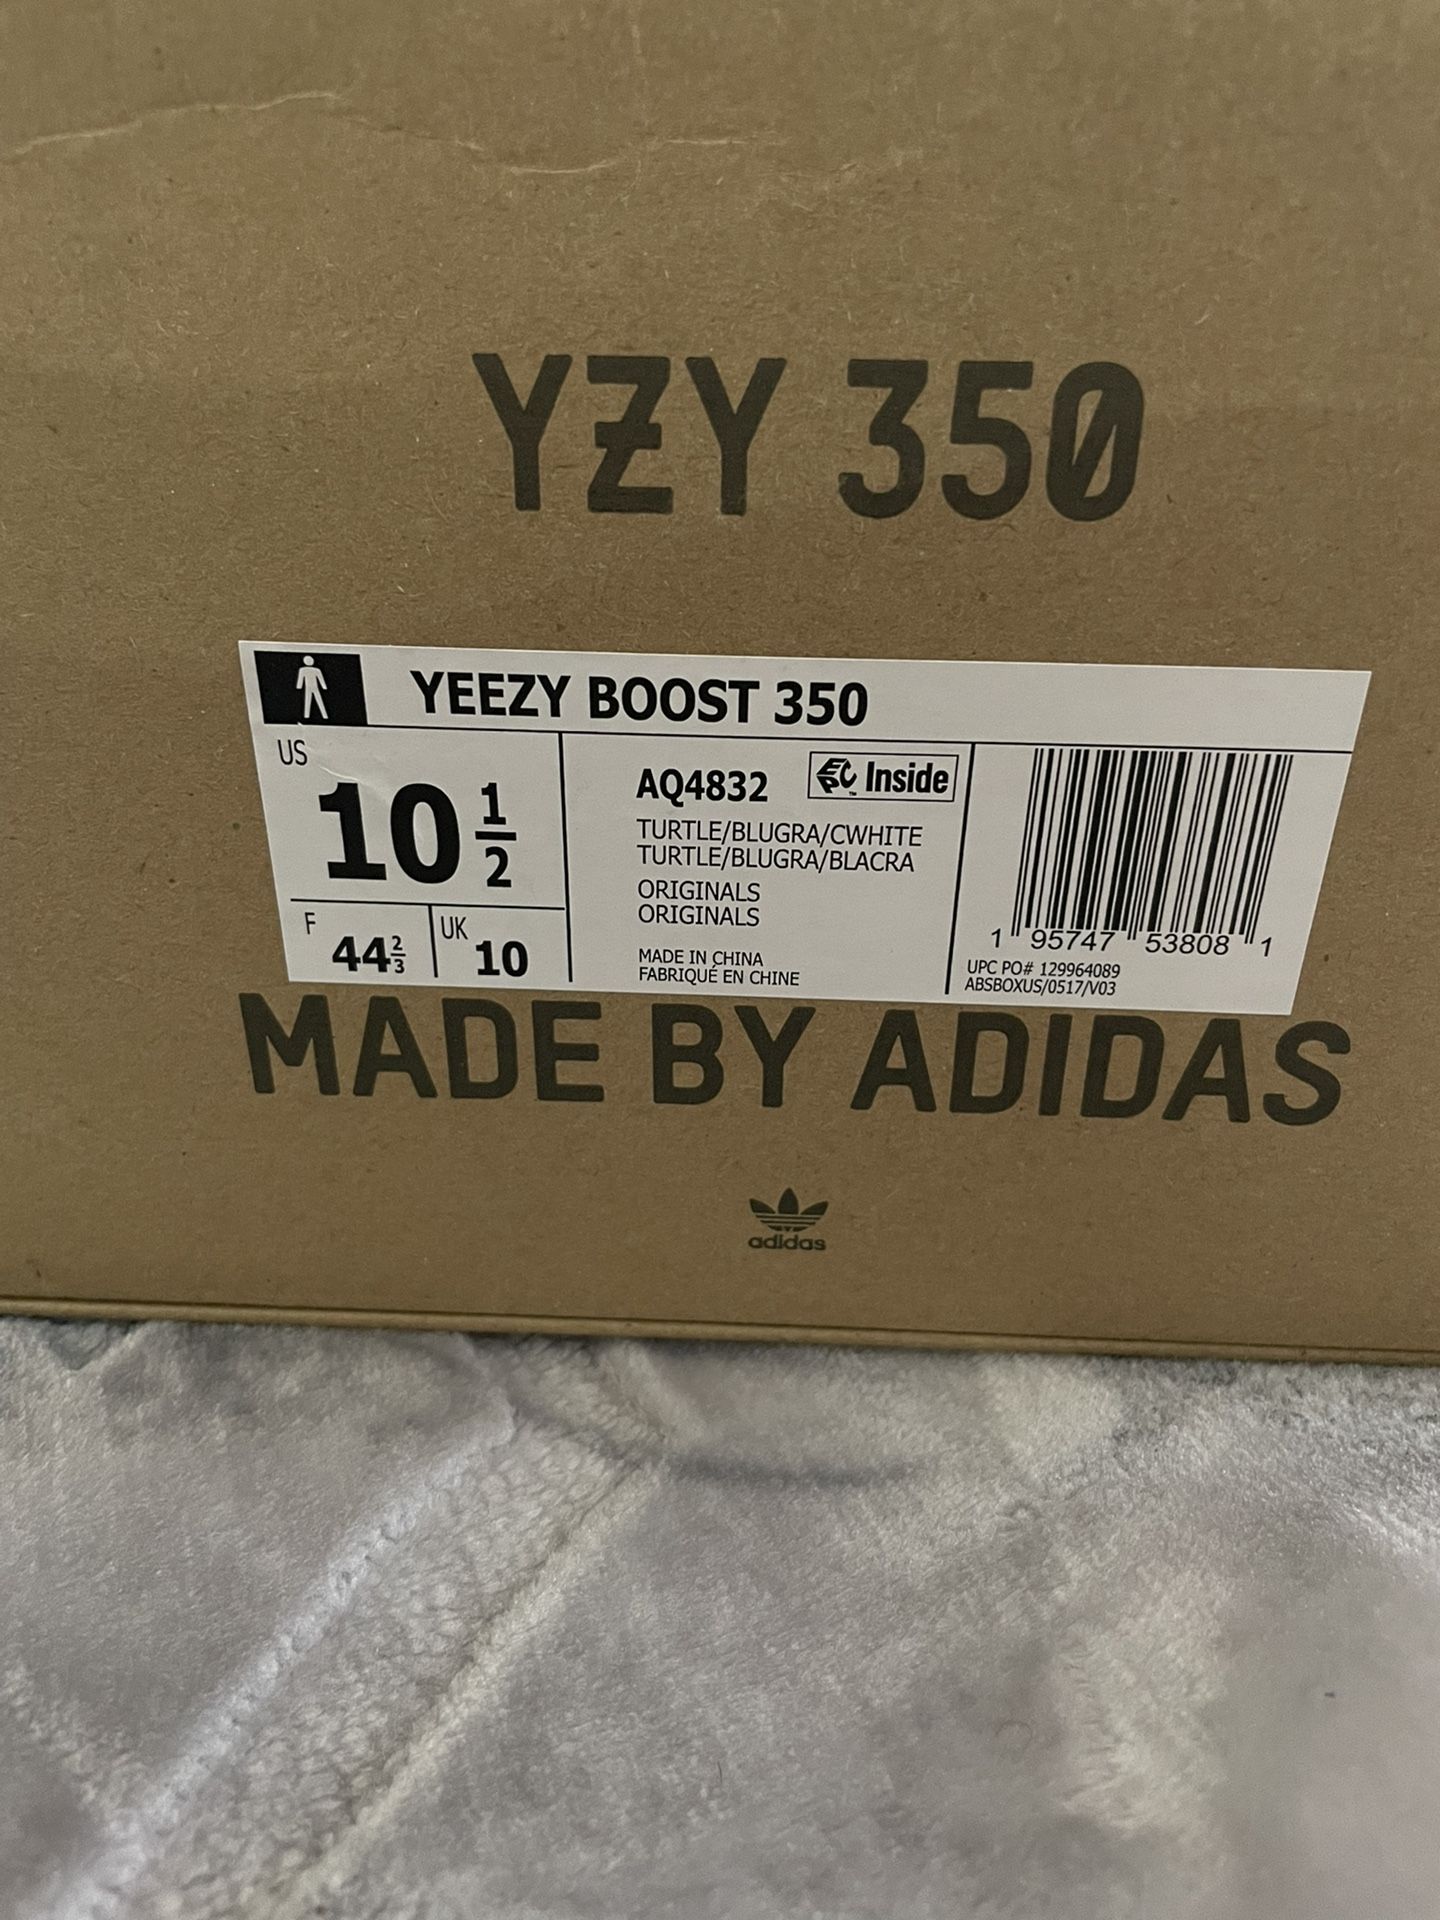 YZY 350
YEEZY BOOST 350
US
10 1/2
F
44 2/3
UK
10
AQ4832
EPC™ Inside
TURTLE/BLUGRA/CWHITE
TURTLE/BLUGRA/BLACRA
ORIGINALS
ORIGINALS
MADE IN CHINA
FABRIQUÉ EN CHINE
1 95747 53808 1
UPC PO# 129964089
ABSBOXUS/0517/V03
MADE BY ADIDAS
adidas